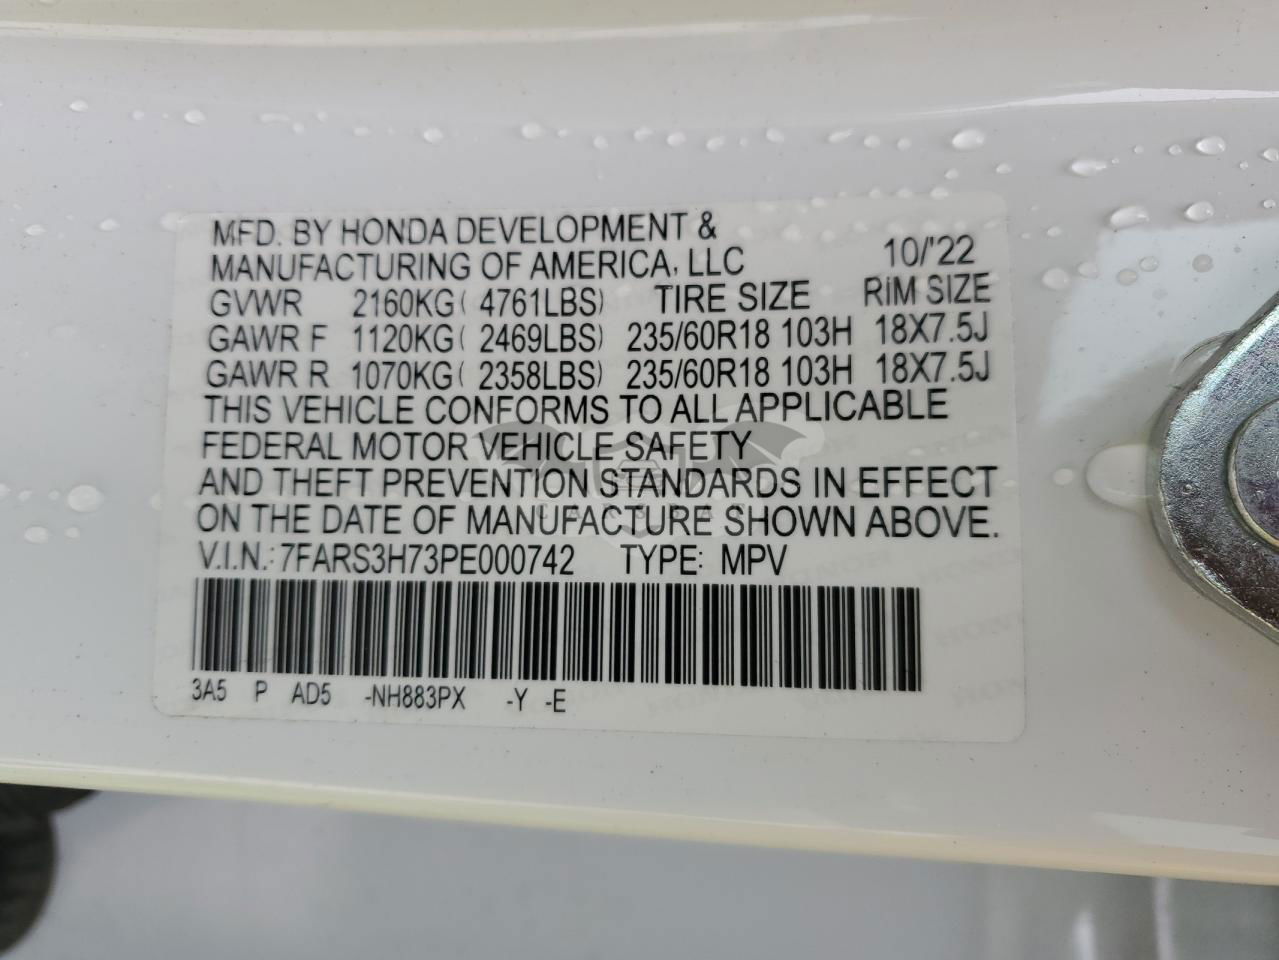 MFD. BY HONDA DEVELOPMENT &
MANUFACTURING OF AMERICA, LLC 10/'22
GVWR 2160KG( 4761LBS) TIRE SIZE RIM SIZE
GAWR F 1120KG( 2469LBS) 235/60R18 103H 18X7.5J
GAWR R 1070KG( 2358LBS) 235/60R18 103H 18X7.5J
THIS VEHICLE CONFORMS TO ALL APPLICABLE
FEDERAL MOTOR VEHICLE SAFETY
AND THEFT PREVENTION STANDARDS IN EFFECT
ON THE DATE OF MANUFACTURE SHOWN ABOVE.
V.I.N.: 7FARS3H73PE000742 TYPE: MPV
3A5 P AD5 -NH883PX -Y -E